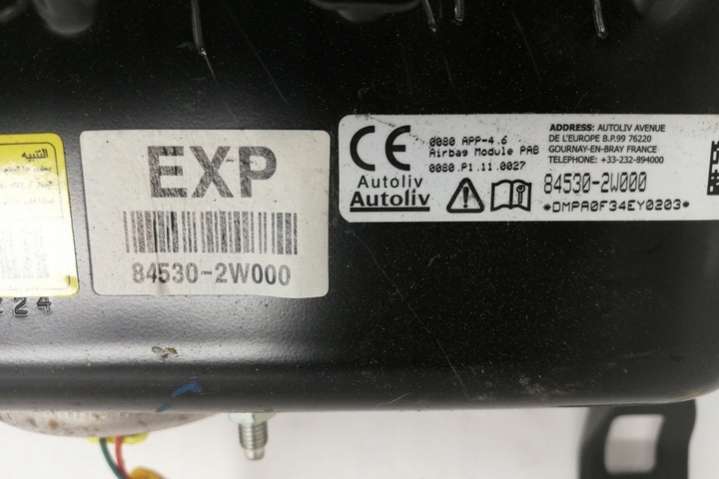 التنبيه
224
EXP
84530-2W000
CE
Autoliv
Autoliv
0080 APP-4.6
Airbag Module PAB
0080.P1.11.0027
ADDRESS: AUTOLIV AVENUE
DE L'EUROPE B.P.99 76220
GOURNAY-EN-BRAY FRANCE
TELEPHONE: +33-232-894000
84530-2W000
*DMPA0F34EY0203*